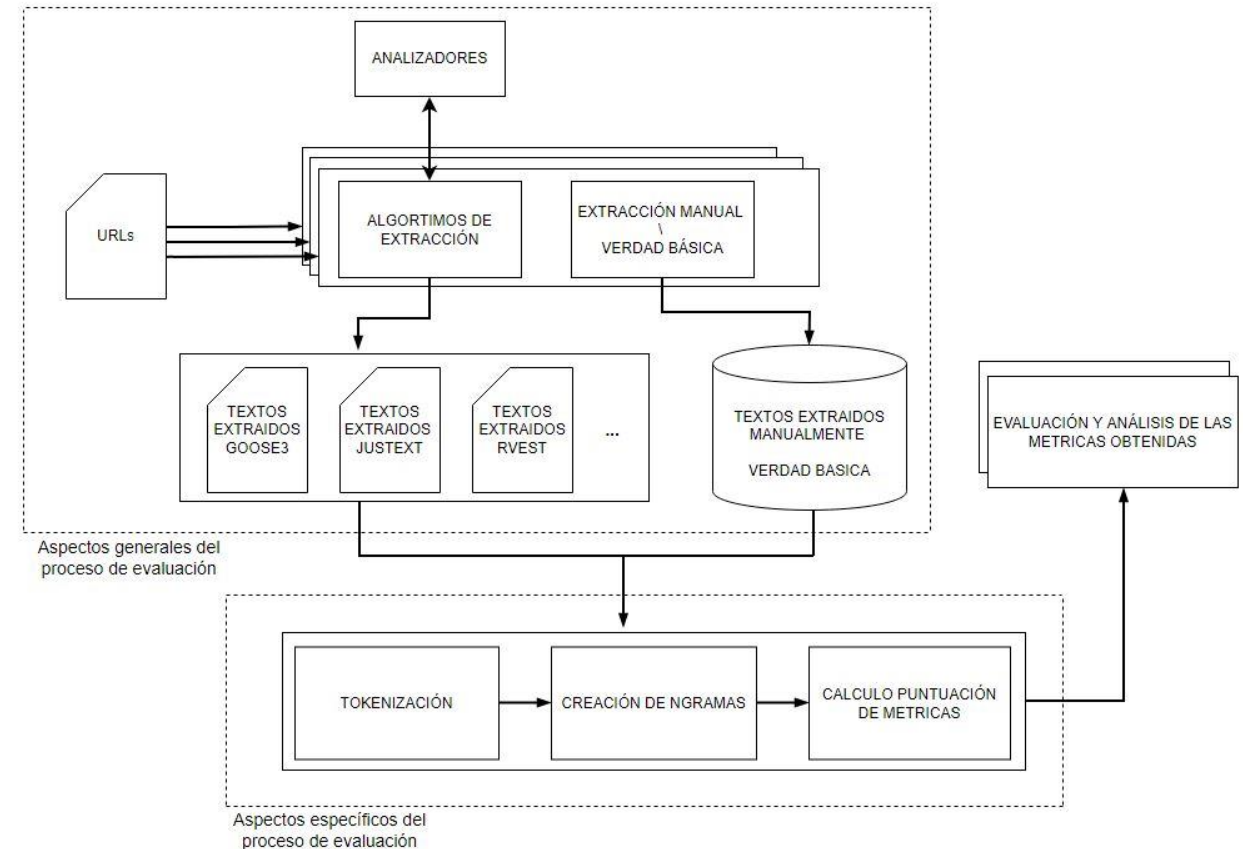 ANALIZADORES
URLs
ALGORTIMOS DE
EXTRACCIÓN
EXTRACCIÓN MANUAL
\
VERDAD BÁSICA
TEXTOS
EXTRAIDOS
GOOSE3
TEXTOS
EXTRAIDOS
JUSTEXT
TEXTOS
EXTRAIDOS
RVEST
...
TEXTOS EXTRAIDOS
MANUALMENTE
VERDAD BASICA
EVALUACIÓN Y ANÁLISIS DE LAS
METRICAS OBTENIDAS
Aspectos generales del
proceso de evaluación
TOKENIZACIÓN
CREACIÓN DE NGRAMAS
CALCULO PUNTUACIÓN
DE METRICAS
Aspectos específicos del
proceso de evaluación